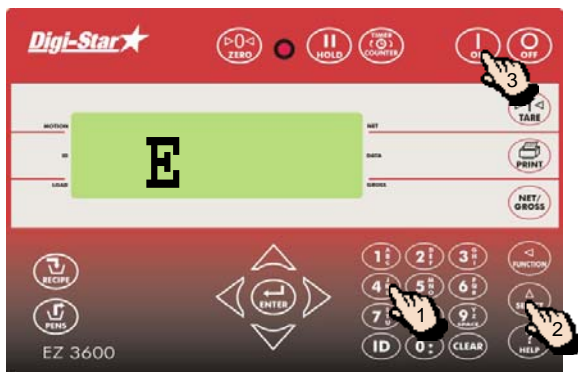 Digi-Star
ZERO
HOLD
TIMER
COUNTER
ON
OFF
3
TARE
MOTION
NET
E
ID
DATA
PRINT
LOAD
GROSS
NET/
GROSS
RECIPE
1 A B C
2 D E F
3 G H I
FUNCTION
4
5 M N O
6 P Q R
1
ENTER
PENS
7
9
SPACE
2
ID
0
CLEAR
?
HELP
EZ 3600